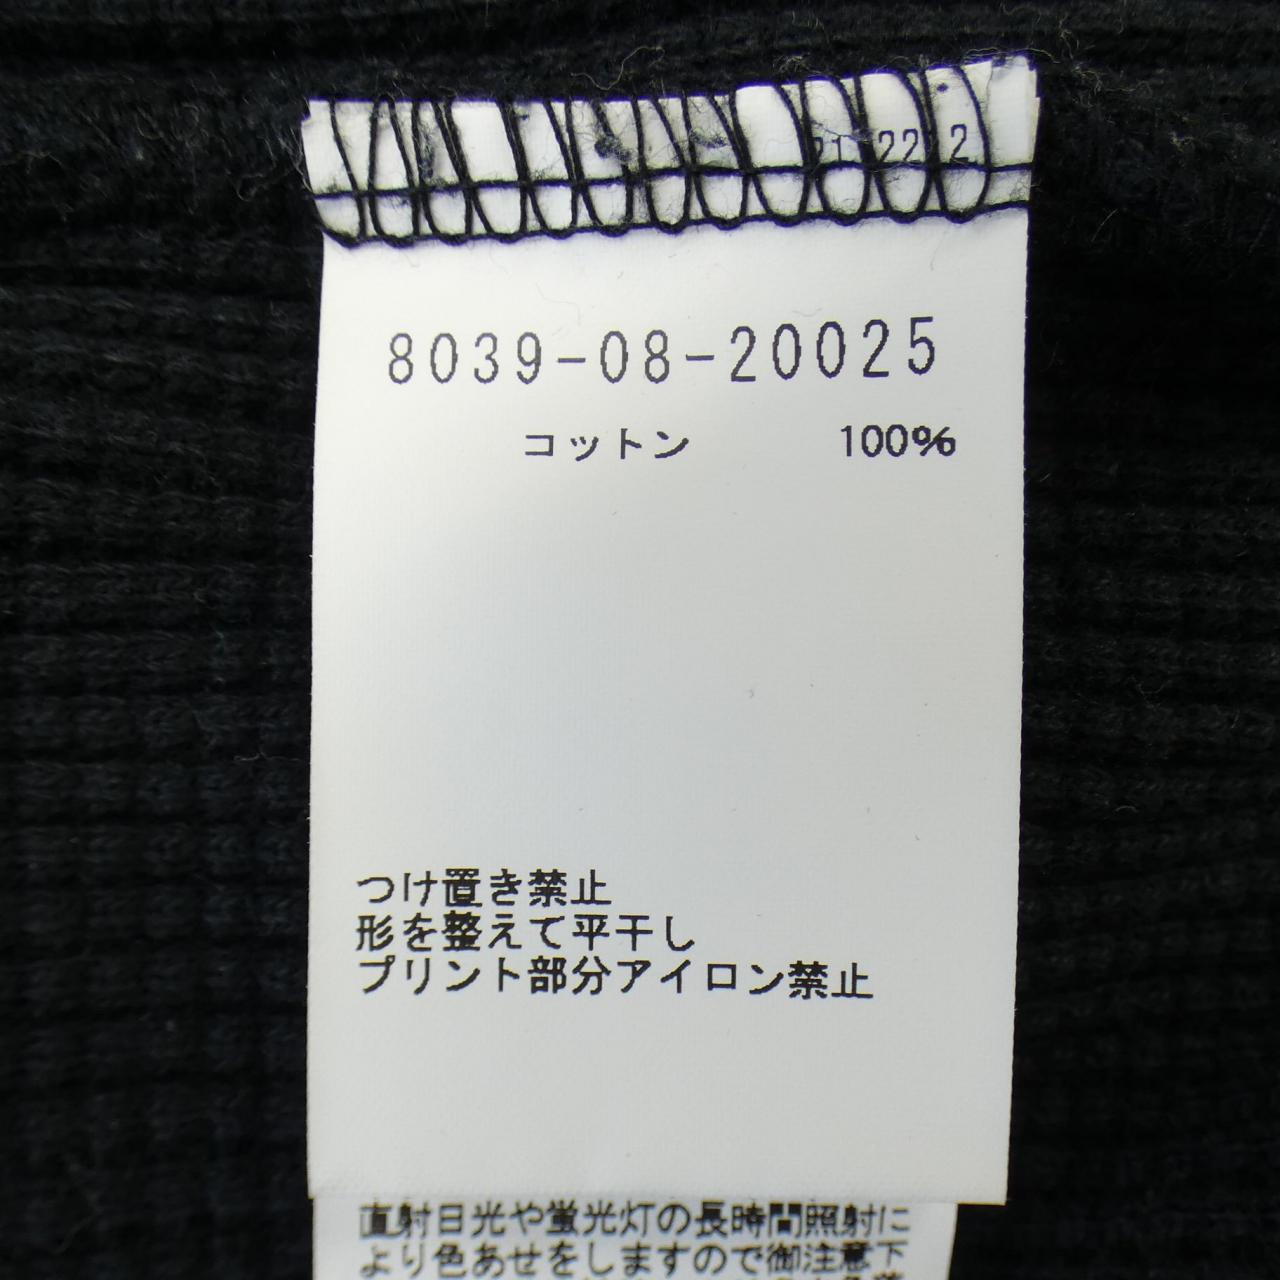 21 22 2
8039-08-20025
コットン 100%
つけ置き禁止
形を整えて平干し
プリント部分アイロン禁止
直射日光や蛍光灯の長時間照射に
より色あせをしますので御注意下